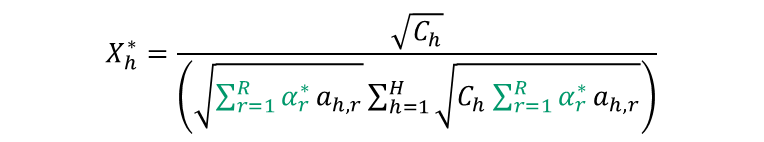 X_h^* = \frac{\sqrt{C_h}}{\left(\sqrt{\sum_{r=1}^{R} \alpha_r^* a_{h,r}} \sum_{h=1}^{H} \sqrt{C_h \sum_{r=1}^{R} \alpha_r^* a_{h,r}}\right)}